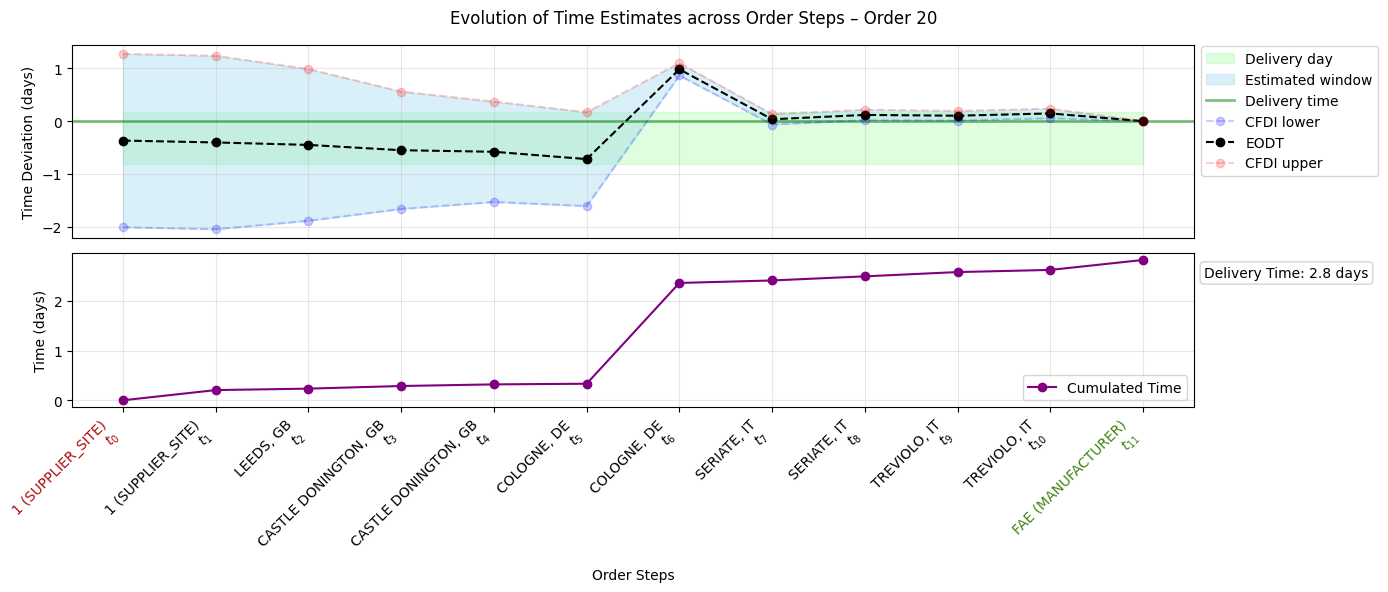 Evolution of Time Estimates across Order Steps – Order 20
Time Deviation (days)
1
0
−1
−2
Delivery day
Estimated window
Delivery time
CFDI lower
EODT
CFDI upper
Time (days)
2
1
0
Delivery Time: 2.8 days
Cumulated Time
1 (SUPPLIER_SITE)
t0
1 (SUPPLIER_SITE)
t1
LEEDS, GB
t2
CASTLE DONINGTON, GB
t3
CASTLE DONINGTON, GB
t4
COLOGNE, DE
t5
COLOGNE, DE
t6
SERIATE, IT
t7
SERIATE, IT
t8
TREVIOLO, IT
t9
TREVIOLO, IT
t10
FAE (MANUFACTURER)
t11
Order Steps